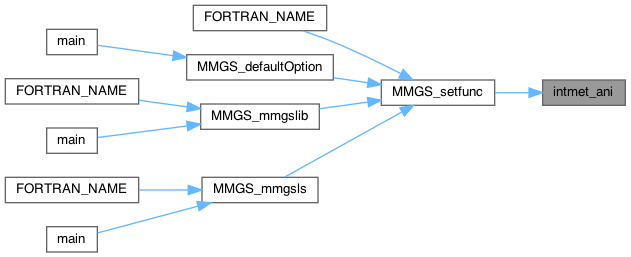 FORTRAN_NAME
main
MMGS_defaultOption
FORTRAN_NAME
MMGS_setfunc
intmet_ani
MMGS_mmgslib
main
FORTRAN_NAME
MMGS_mmgsls
main